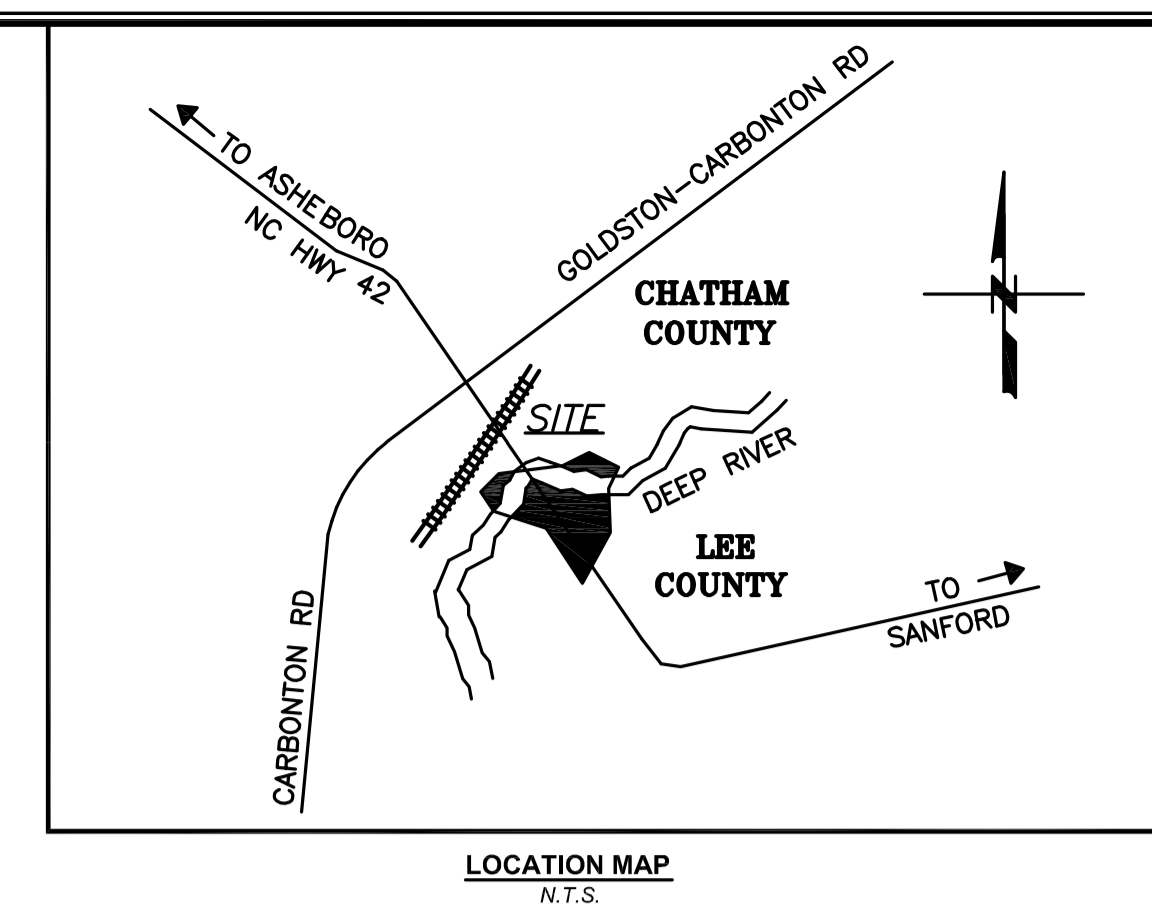 TO ASHEBORO
NC HWY 42
GOLDSTON-CARBONTON RD
CHATHAM
COUNTY
N
SITE
DEEP RIVER
LEE
COUNTY
TO
SANFORD
CARBONTON RD
LOCATION MAP
N.T.S.